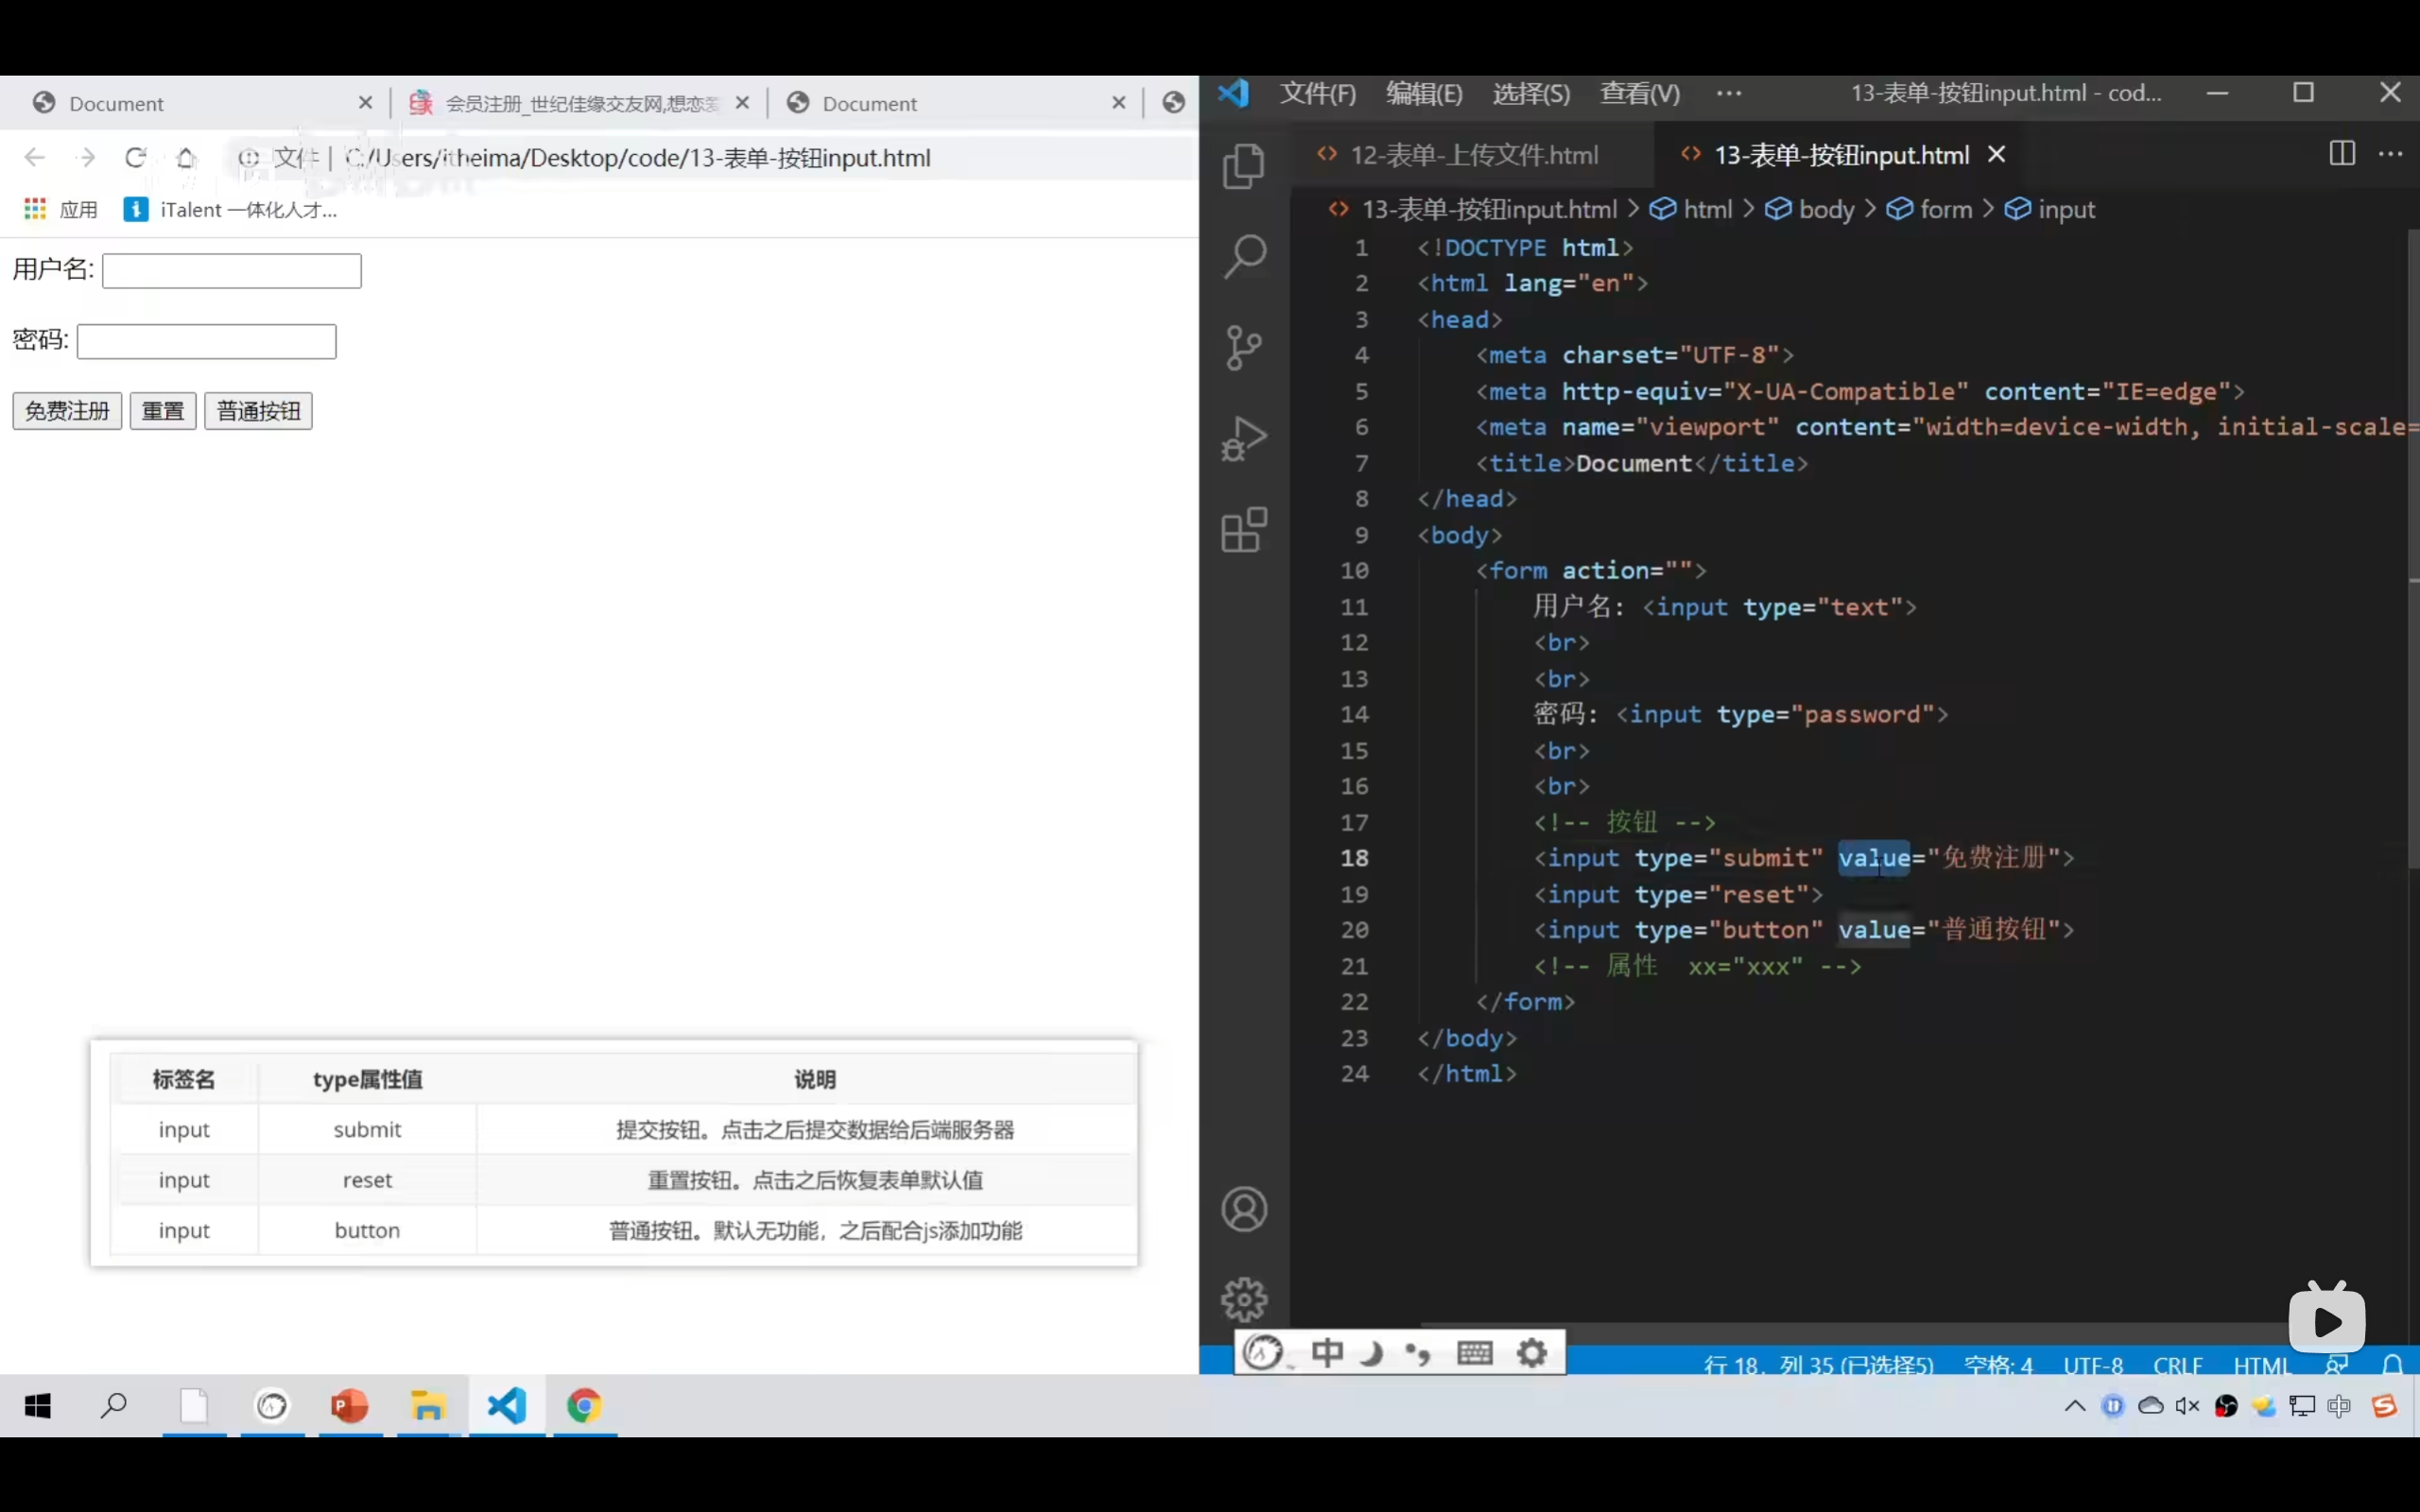 Document
会员注册_世纪佳缘交友网,想恋爱
Document
文件 | C:/Users/itheima/Desktop/code/13-表单-按钮input.html
应用
iTalent 一体化人才...
用户名:
密码:
免费注册 重置 普通按钮
标签名 type属性值 说明
input submit 提交按钮。点击之后提交数据给后端服务器
input reset 重置按钮。点击之后恢复表单默认值
input button 普通按钮。默认无功能，之后配合js添加功能
文件(F) 编辑(E) 选择(S) 查看(V) ··· 13-表单-按钮input.html - cod...
12-表单-上传文件.html
13-表单-按钮input.html
13-表单-按钮input.html > html > body > form > input
1 <!DOCTYPE html>
2 <html lang="en">
3 <head>
4 <meta charset="UTF-8">
5 <meta http-equiv="X-UA-Compatible" content="IE=edge">
6 <meta name="viewport" content="width=device-width, initial-scale=
7 <title>Document</title>
8 </head>
9 <body>
10 <form action="">
11 用户名: <input type="text">
12 <br>
13 <br>
14 密码: <input type="password">
15 <br>
16 <br>
17 <!-- 按钮 -->
18 <input type="submit" value="免费注册">
19 <input type="reset">
20 <input type="button" value="普通按钮">
21 <!-- 属性  xx="xxx" -->
22 </form>
23 </body>
24 </html>
中
行 18，列 35 (已选择5) 空格: 4 UTF-8 CRLF HTML
中